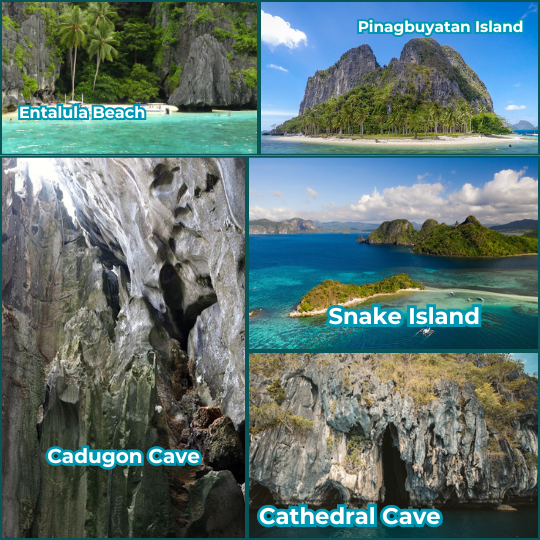 Entalula Beach
Pinagbuyatan Island
Snake Island
Cadugon Cave
Cathedral Cave